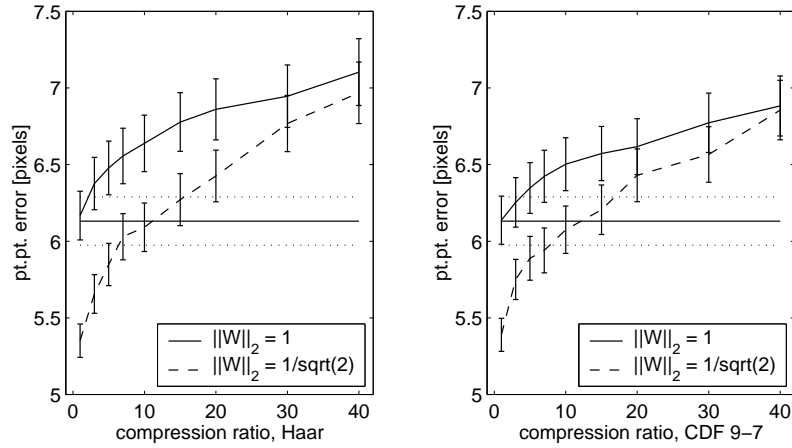 7.5
7
6.5
6
5.5
5
pt.pt. error [pixels]
0 10 20 30 40
compression ratio, Haar
||W||₂ = 1
||W||₂ = 1/sqrt(2)
7.5
7
6.5
6
5.5
5
pt.pt. error [pixels]
0 10 20 30 40
compression ratio, CDF 9−7
||W||₂ = 1
||W||₂ = 1/sqrt(2)